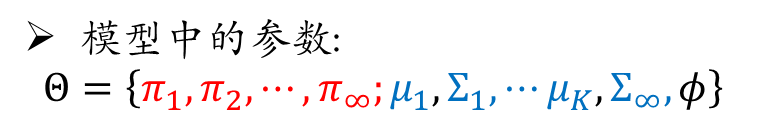 ➢ 模型中的参数:
Θ = {π₁, π₂, ⋯, π∞; μ₁, Σ₁, ⋯ μ_K, Σ∞, ϕ}